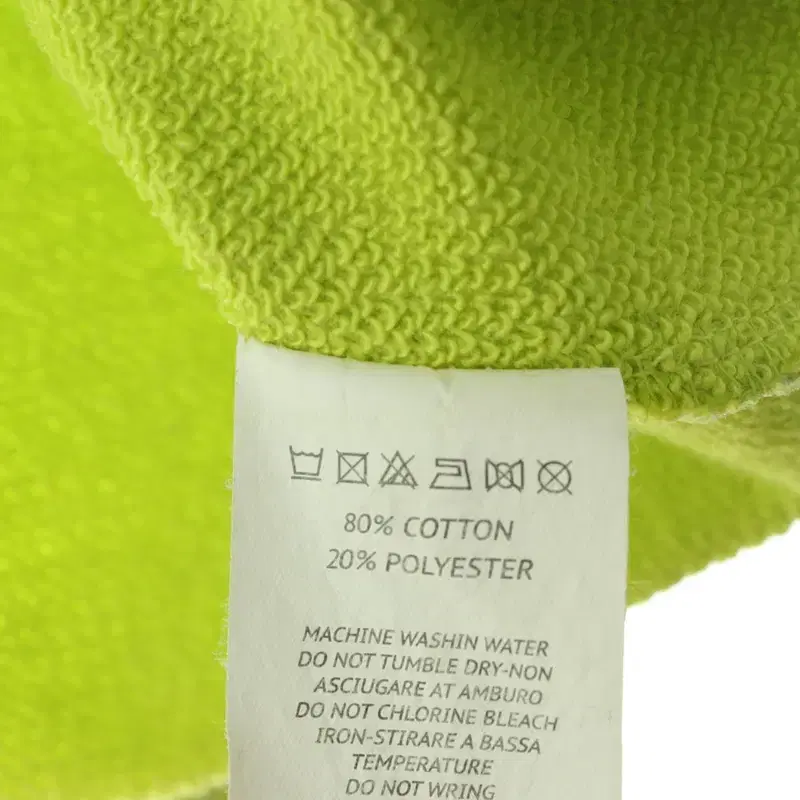 80% COTTON
20% POLYESTER
MACHINE WASHIN WATER
DO NOT TUMBLE DRY-NON
ASCIUGARE AT AMBURO
DO NOT CHLORINE BLEACH
IRON-STIRARE A BASSA
TEMPERATURE
DO NOT WRING